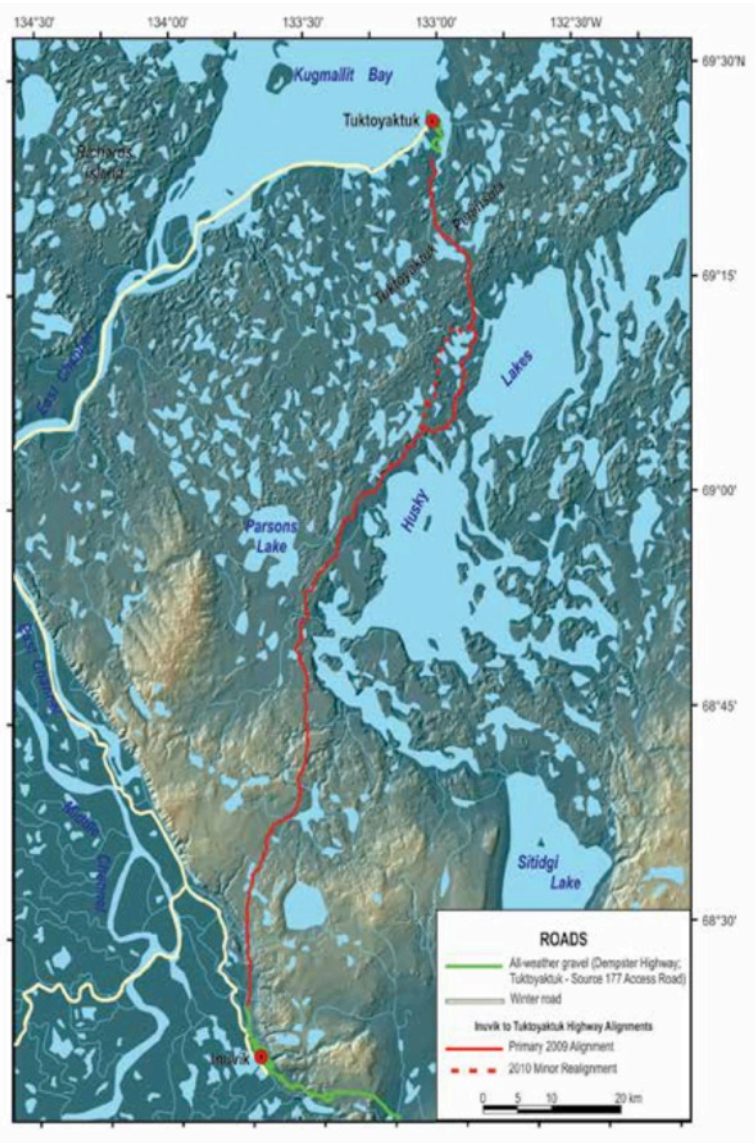 134°30'
134°00'
133°30'
133°00'
132°30'W
69°30'N
Kugmallit Bay
Tuktoyaktuk
Richards
Island
Tuktoyaktuk Peninsula
69°15'
East Channel
Lakes
69°00'
Husky
Parsons
Lake
East Channel
68°45'
Middle Channel
Sitidgi
Lake
68°30'
Inuvik
ROADS
All-weather gravel (Dempster Highway;
Tuktoyaktuk - Source 177 Access Road)
Winter road
Inuvik to Tuktoyaktuk Highway Alignments
Primary 2009 Alignment
2010 Minor Realignment
0 5 10 20 km